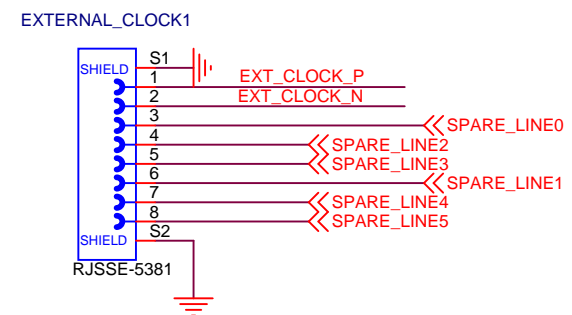 EXTERNAL_CLOCK1
S1
SHIELD
1 EXT_CLOCK_P
2 EXT_CLOCK_N
3 SPARE_LINE0
4 SPARE_LINE2
5 SPARE_LINE3
6 SPARE_LINE1
7 SPARE_LINE4
8 SPARE_LINE5
S2
SHIELD
RJSSE-5381